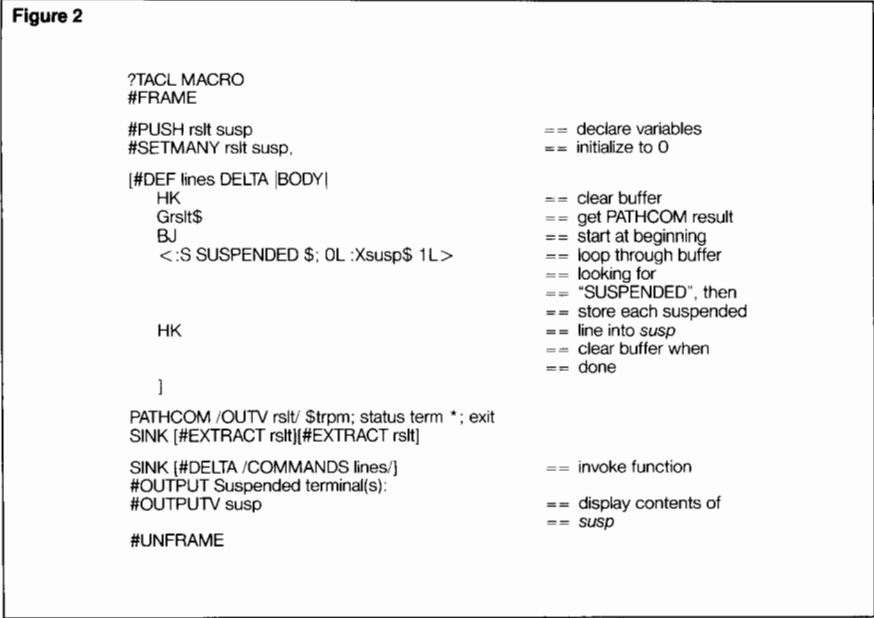 Figure 2
?TACL MACRO
#FRAME
#PUSH rslt susp == declare variables
#SETMANY rslt susp, == initialize to 0
[#DEF lines DELTA |BODY|
HK == clear buffer
Grslt$ == get PATHCOM result
BJ == start at beginning
<:S SUSPENDED $; 0L :Xsusp$ 1L> == loop through buffer
== looking for
== "SUSPENDED", then
== store each suspended
HK == line into susp
== clear buffer when
== done
]
PATHCOM /OUTV rslt/ $trpm; status term *; exit
SINK [#EXTRACT rslt][#EXTRACT rslt]
SINK [#DELTA /COMMANDS lines/] == invoke function
#OUTPUT Suspended terminal(s):
#OUTPUTV susp == display contents of
== susp
#UNFRAME